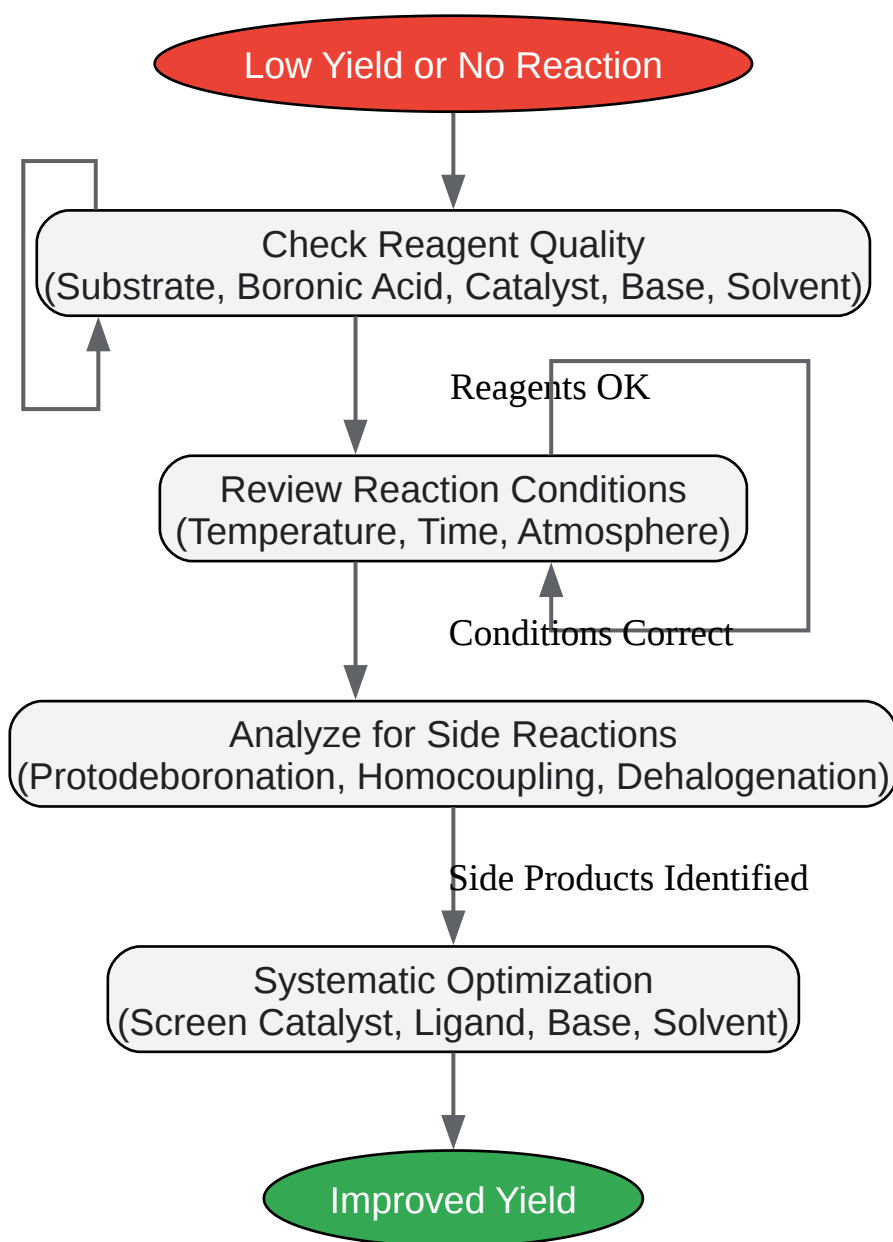 Low Yield or No Reaction
Check Reagent Quality
(Substrate, Boronic Acid, Catalyst, Base, Solvent)
Reagents OK
Review Reaction Conditions
(Temperature, Time, Atmosphere)
Conditions Correct
Analyze for Side Reactions
(Protodeboronation, Homocoupling, Dehalogenation)
Side Products Identified
Systematic Optimization
(Screen Catalyst, Ligand, Base, Solvent)
Improved Yield